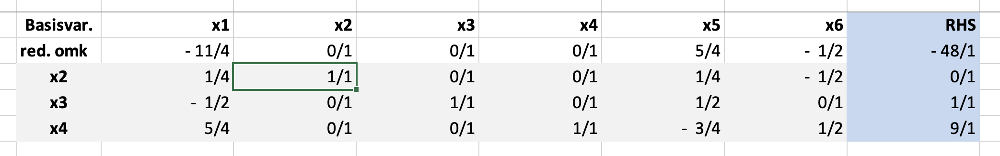 Basisvar. x1 x2 x3 x4 x5 x6 RHS
red. omk - 11/4 0/1 0/1 0/1 5/4 - 1/2 - 48/1
x2 1/4 1/1 0/1 0/1 1/4 - 1/2 0/1
x3 - 1/2 0/1 1/1 0/1 1/2 0/1 1/1
x4 5/4 0/1 0/1 1/1 - 3/4 1/2 9/1